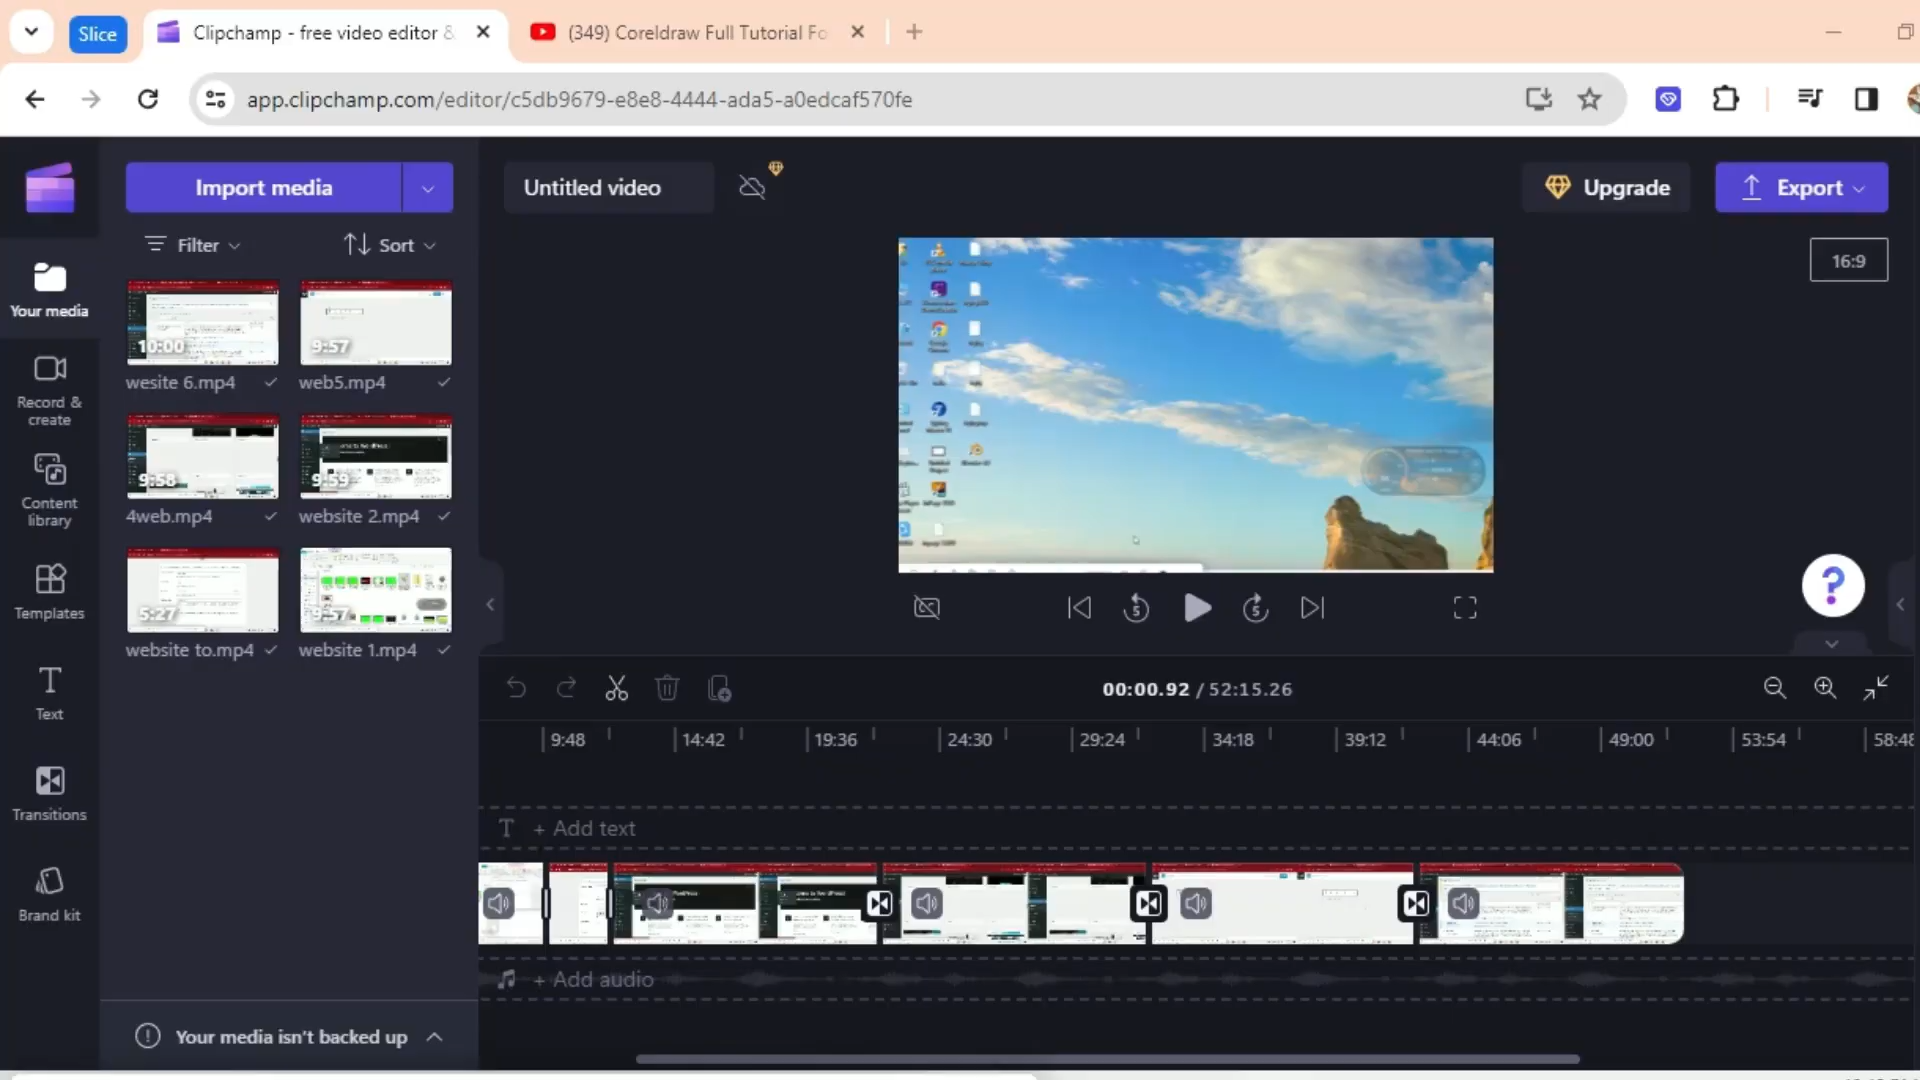 Slice
Clipchamp - free video editor &
(349) Coreldraw Full Tutorial Fo
app.clipchamp.com/editor/c5db9679-e8e8-4444-ada5-a0edcaf570fe
Import media
Untitled video
Upgrade
Export
Filter
Sort
16:9
Your media
Record &
create
Content
library
Templates
Text
Transitions
Brand kit
10:00
9:57
wesite 6.mp4
web5.mp4
9:58
9:59
4web.mp4
website 2.mp4
5:27
9:57
website to.mp4
website 1.mp4
5
5
?
00:00.92 / 52:15.26
9:48
14:42
19:36
24:30
29:24
34:18
39:12
44:06
49:00
53:54
58:48
T + Add text
+ Add audio
Your media isn't backed up